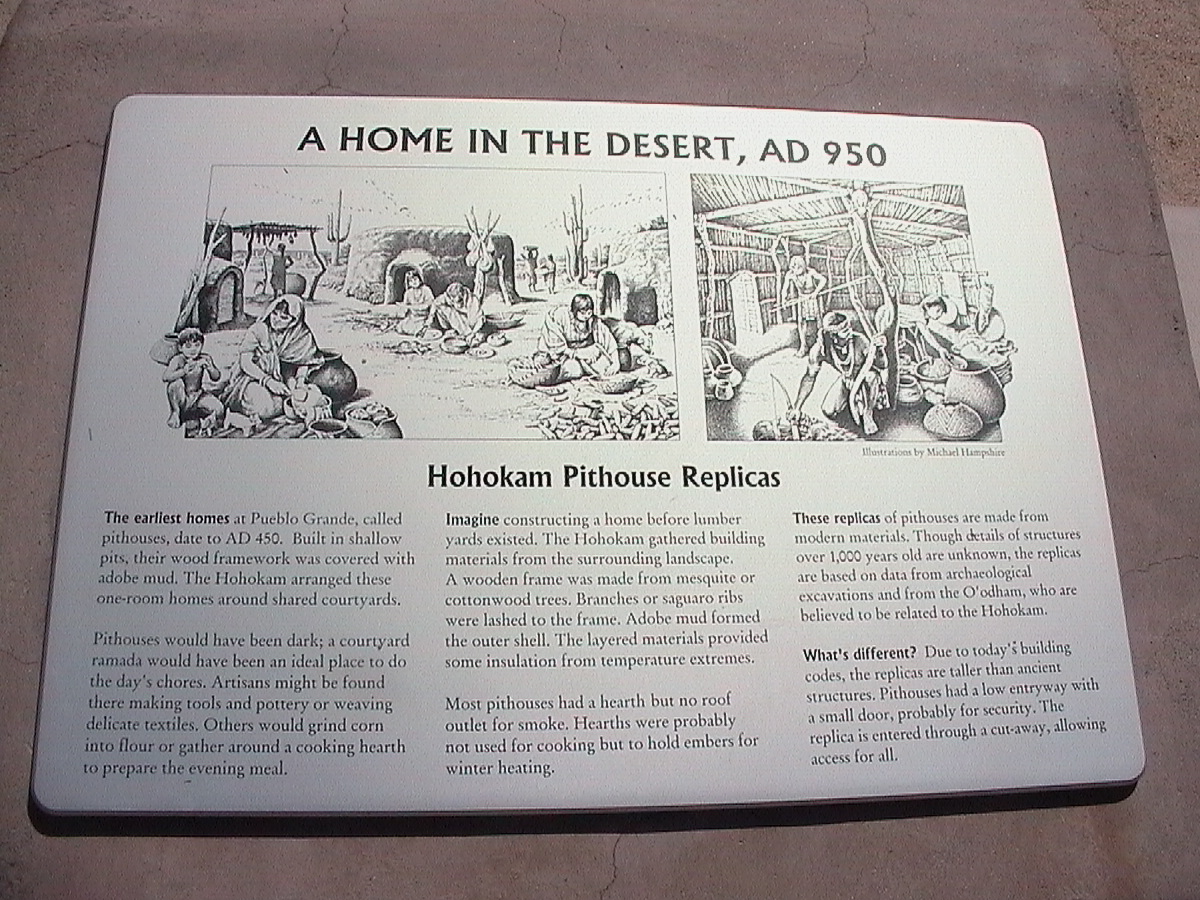 A HOME IN THE DESERT, AD 950
Illustrations by Michael Hampshire
Hohokam Pithouse Replicas
The earliest homes at Pueblo Grande, called
pithouses, date to AD 450. Built in shallow
pits, their wood framework was covered with
adobe mud. The Hohokam arranged these
one-room homes around shared courtyards.
Pithouses would have been dark; a courtyard
ramada would have been an ideal place to do
the day's chores. Artisans might be found
there making tools and pottery or weaving
delicate textiles. Others would grind corn
into flour or gather around a cooking hearth
to prepare the evening meal.
Imagine constructing a home before lumber
yards existed. The Hohokam gathered building
materials from the surrounding landscape.
A wooden frame was made from mesquite or
cottonwood trees. Branches or saguaro ribs
were lashed to the frame. Adobe mud formed
the outer shell. The layered materials provided
some insulation from temperature extremes.
Most pithouses had a hearth but no roof
outlet for smoke. Hearths were probably
not used for cooking but to hold embers for
winter heating.
These replicas of pithouses are made from
modern materials. Though details of structures
over 1,000 years old are unknown, the replicas
are based on data from archaeological
excavations and from the O'odham, who are
believed to be related to the Hohokam.
What's different? Due to today's building
codes, the replicas are taller than ancient
structures. Pithouses had a low entryway with
a small door, probably for security. The
replica is entered through a cut-away, allowing
access for all.